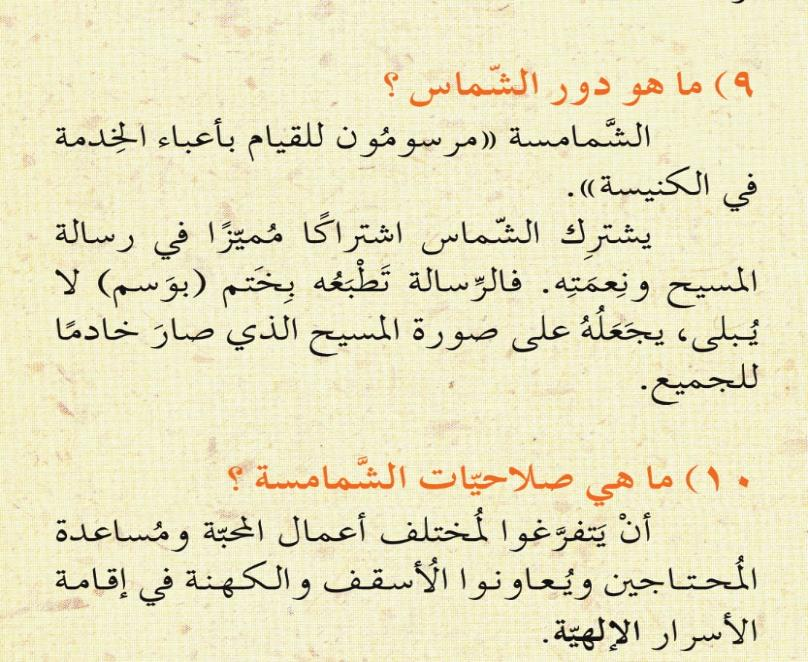 ٩) ما هو دور الشّماس ؟
الشَّمامسة «مرسومُون للقيام بأعباء الخِدمة
في الكنيسة».
يشترِك الشّماس اشتراكًا مُميّزًا في رسالة
المسيح ونِعمَتِه. فالرِّسالة تَطْبَعُه بِخَتم (بوَسم) لا
يُبلى، يجعَلُهُ على صورة المسيح الذي صارَ خادمًا
للجميع.
١٠) ما هي صلاحيّات الشَّمامسة ؟
أنْ يَتفرَّغوا لمُختلف أعمال المحبّة ومُساعدة
المُحتاجين ويُعاونوا الأُسقف والكهنة في إقامة
الأسرار الإلهيّة.